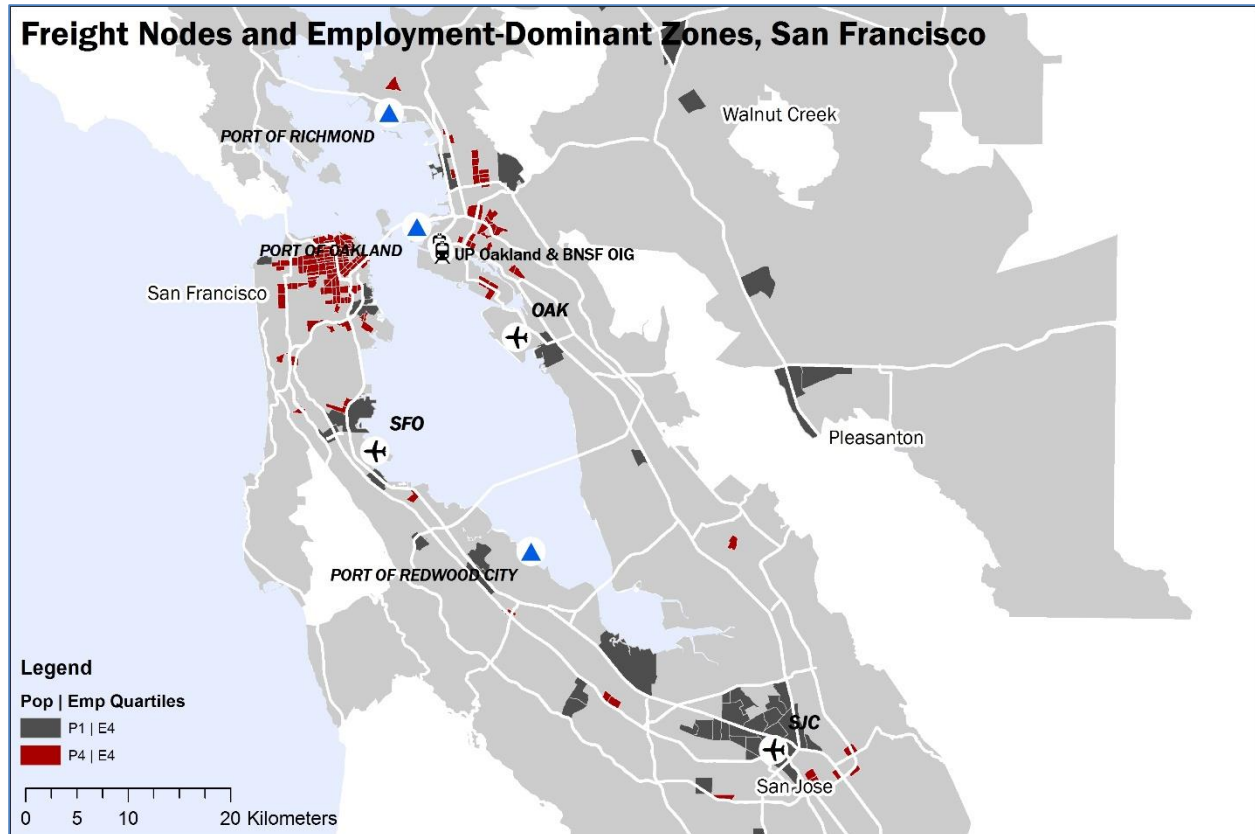 Freight Nodes and Employment-Dominant Zones, San Francisco
Walnut Creek
PORT OF RICHMOND
PORT OF OAKLAND
UP Oakland & BNSF OIG
San Francisco
OAK
SFO
Pleasanton
PORT OF REDWOOD CITY
SJC
San Jose
Legend
Pop | Emp Quartiles
P1 | E4
P4 | E4
0 5 10 20 Kilometers